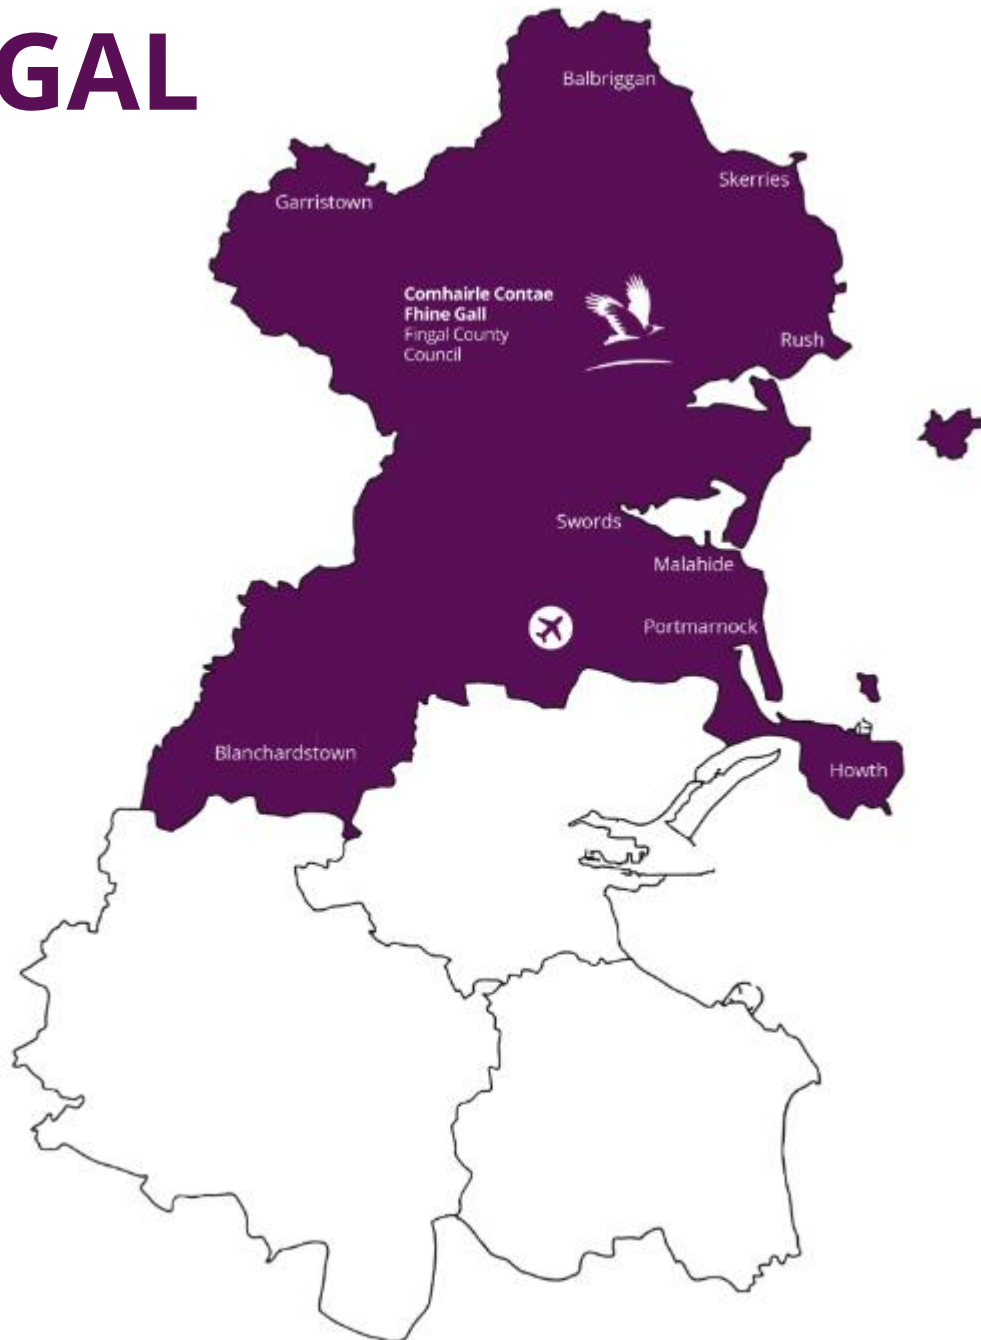 GAL
Balbriggan
Skerries
Garristown
Comhairle Contae
Fhine Gall
Fingal County
Council
Rush
Swords
Malahide
Portmarnock
Blanchardstown
Howth